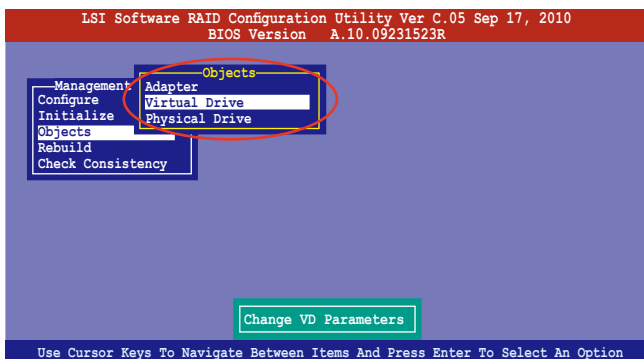 LSI Software RAID Configuration Utility Ver C.05 Sep 17, 2010
BIOS Version A.10.09231523R
Management
Configure
Initialize
Objects
Rebuild
Check Consistency
Objects
Adapter
Virtual Drive
Physical Drive
Change VD Parameters
Use Cursor Keys To Navigate Between Items And Press Enter To Select An Option